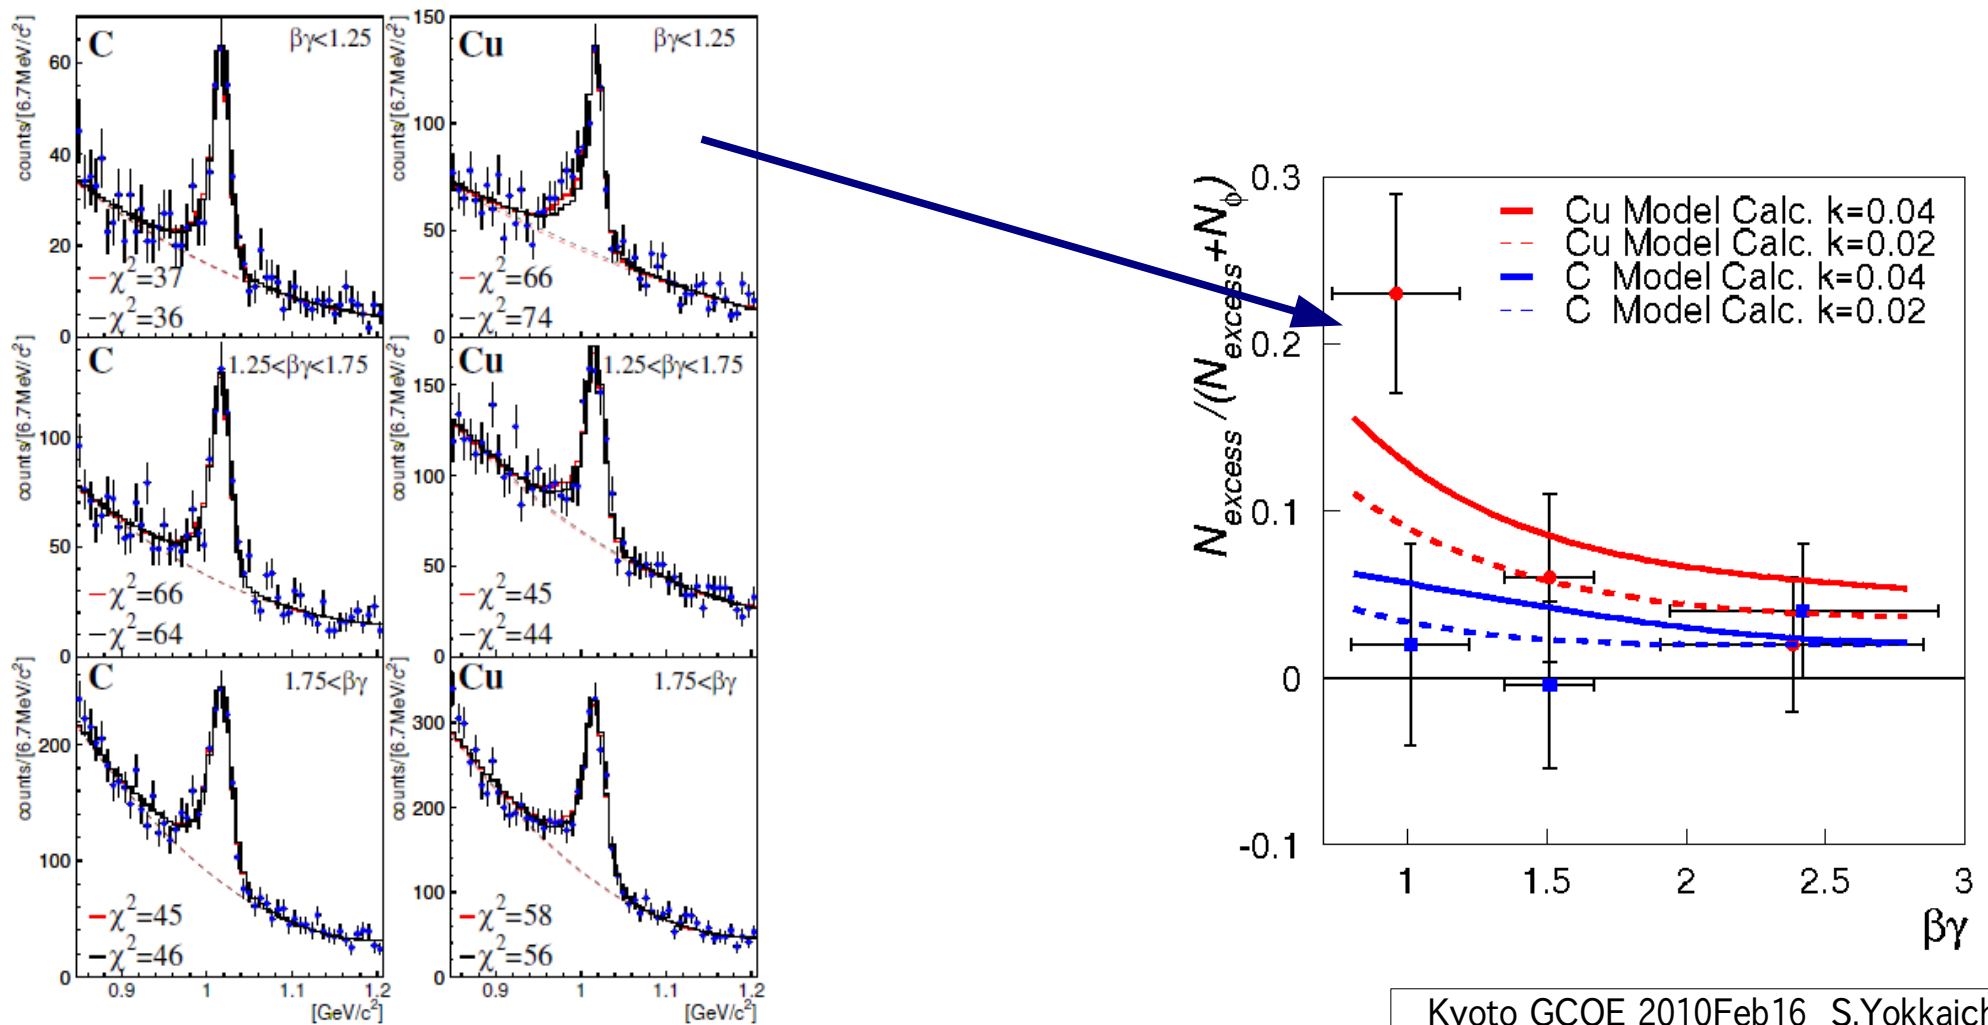 C
βγ<1.25
counts/[6.7MeV/c²]
60
40
20
0
χ²=37
χ²=36
Cu
βγ<1.25
counts/[6.7MeV/c²]
150
100
50
0
χ²=66
χ²=74
C
1.25<βγ<1.75
counts/[6.7MeV/c²]
100
50
0
χ²=66
χ²=64
Cu
1.25<βγ<1.75
counts/[6.7MeV/c²]
150
100
50
0
χ²=45
χ²=44
C
1.75<βγ
counts/[6.7MeV/c²]
200
100
0
χ²=45
χ²=46
0.9 1 1.1 1.2
[GeV/c²]
Cu
1.75<βγ
counts/[6.7MeV/c²]
300
200
100
0
χ²=58
χ²=56
0.9 1 1.1 1.2
[GeV/c²]
N_excess/(N_excess+N_ϕ)
0.3
0.2
0.1
0
-0.1
Cu Model Calc. k=0.04
Cu Model Calc. k=0.02
C Model Calc. k=0.04
C Model Calc. k=0.02
1 1.5 2 2.5 3
βγ
Kyoto GCOE 2010Feb16 S.Yokkaich